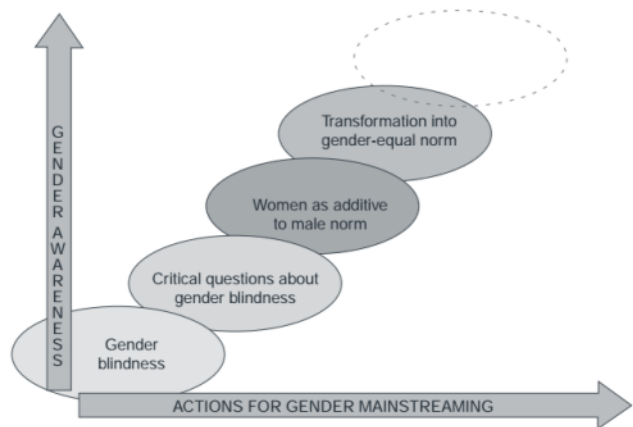 GENDER AWARENESS
Transformation into
gender-equal norm
Women as additive
to male norm
Critical questions about
gender blindness
Gender
blindness
ACTIONS FOR GENDER MAINSTREAMING